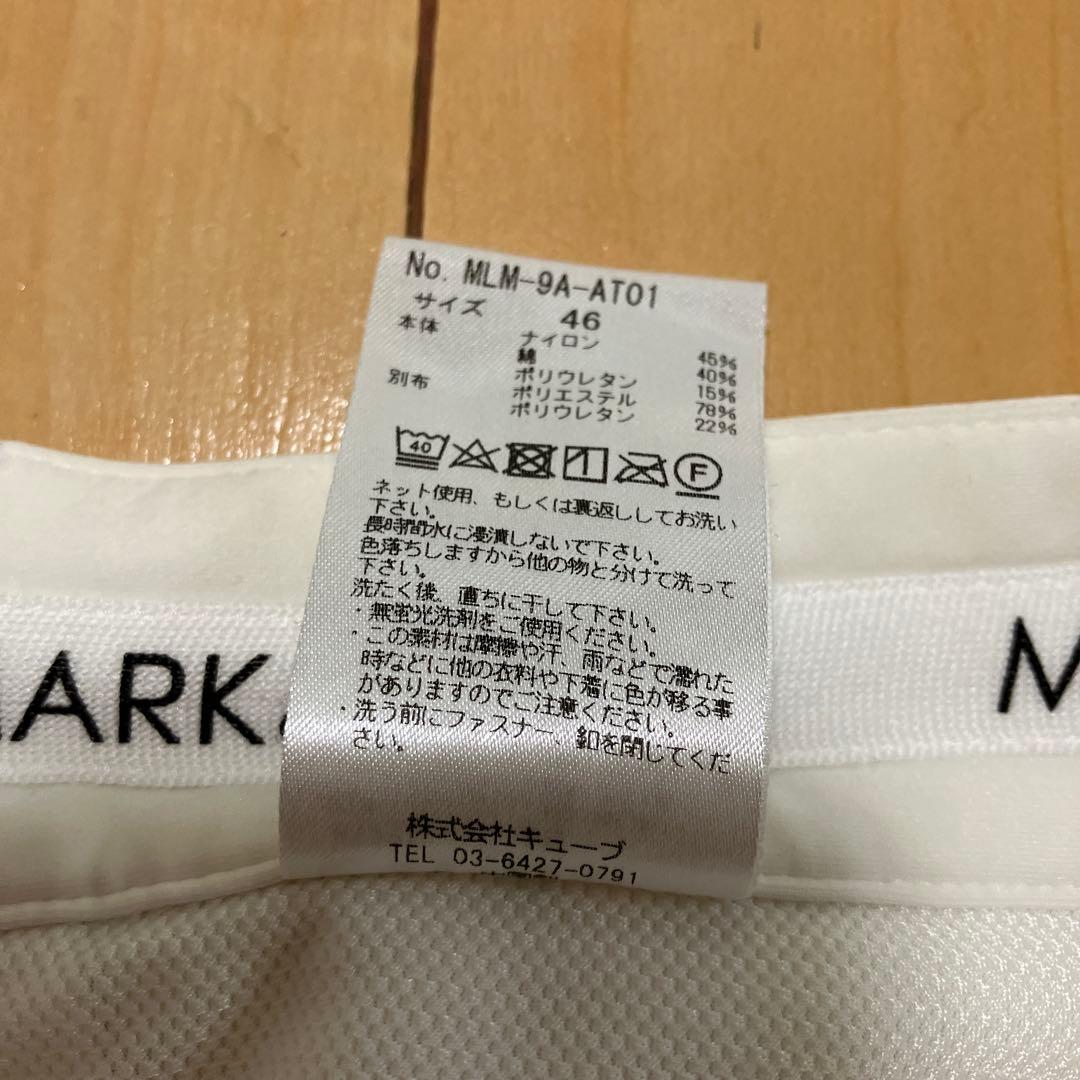 No. MLM-9A-AT01
サイズ 46
本体 ナイロン 45%
綿 40%
ポリウレタン 15%
別布 ポリエステル 78%
ポリウレタン 22%
40 F
ネット使用、もしくは裏返ししてお洗い
下さい。
長時間水に浸漬しないで下さい。
色落ちしますから他の物と分けて洗って
下さい。
洗たく後、直ちに干して下さい。
・無蛍光洗剤をご使用ください。
・この素材は摩擦や汗、雨などで濡れた
時などに他の衣料や下着に色が移る事
がありますのでご注意ください。
・洗う前にファスナー、釦を閉じてくだ
さい。
株式会社キューブ
TEL 03-6427-0791
MARK&
M